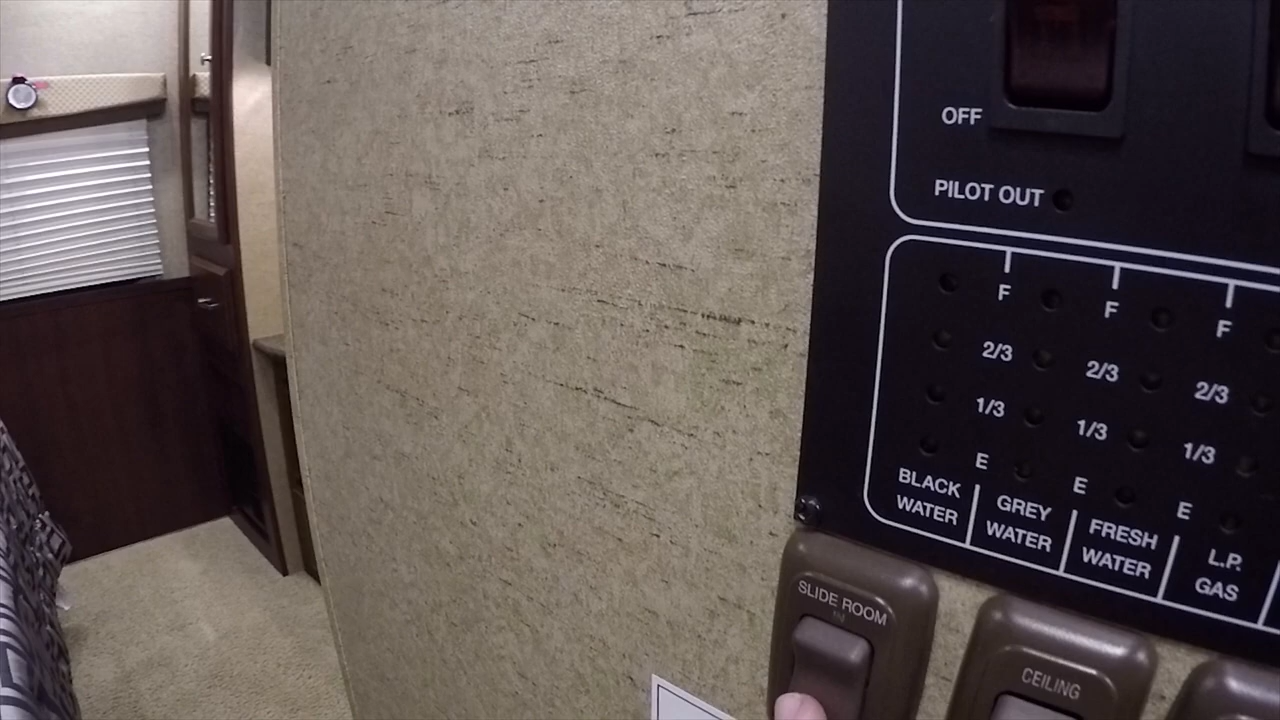 OFF
PILOT OUT
F F F
2/3 2/3 2/3
1/3 1/3 1/3
E E E
BLACK WATER
GREY WATER
FRESH WATER
L.P. GAS
SLIDE ROOM
IN
CEILING